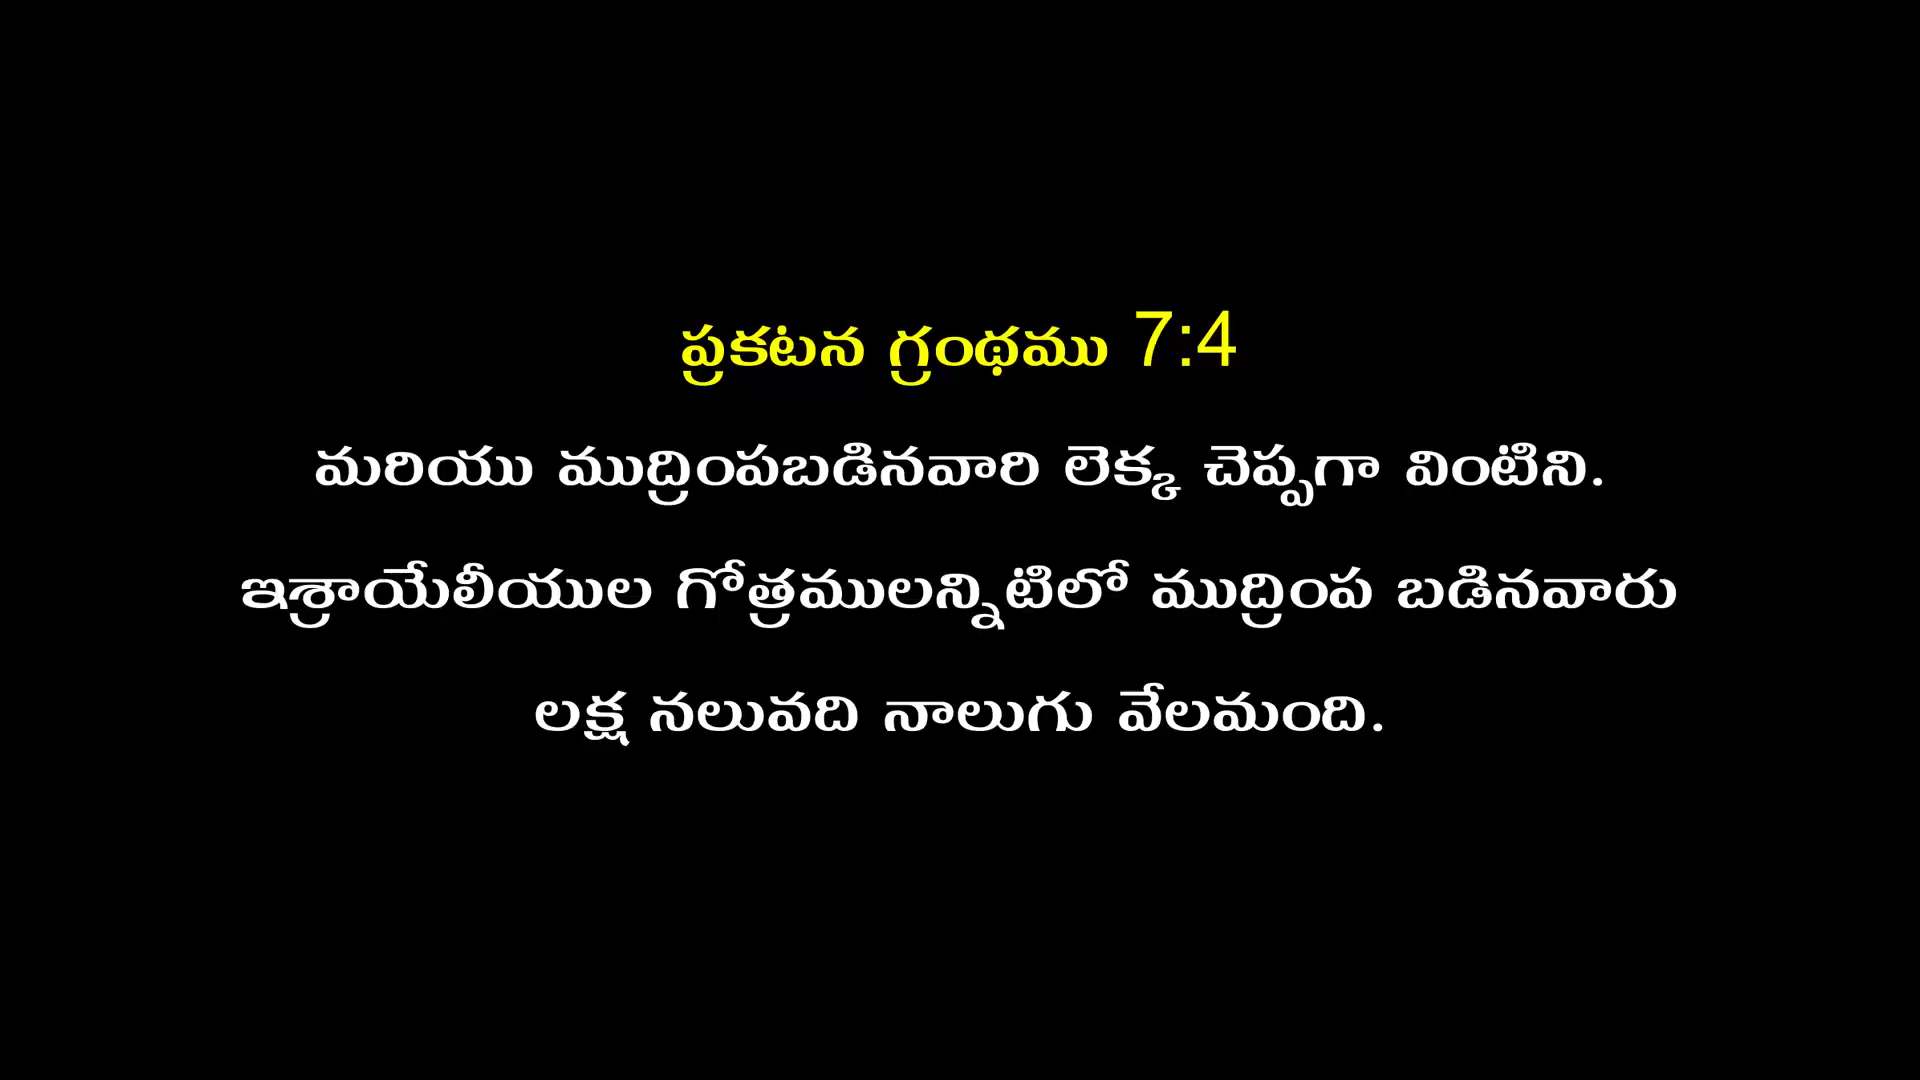 ప్రకటన గ్రంథము 7:4
మరియు ముద్రింపబడినవారి లెక్క చెప్పగా వింటిని.
ఇశ్రాయేలీయుల గోత్రములన్నిటిలో ముద్రింప బడినవారు
లక్ష నలువది నాలుగు వేలమంది.